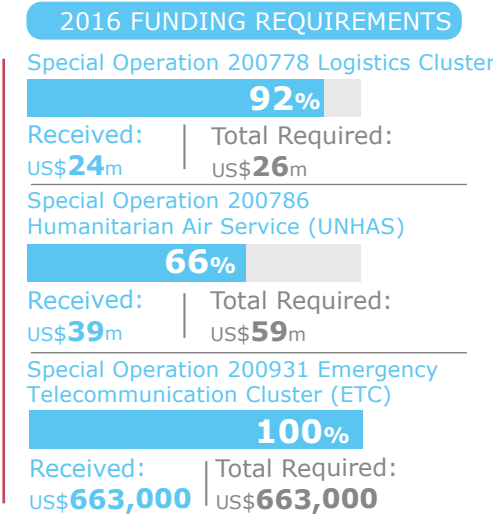 2016 FUNDING REQUIREMENTS
Special Operation 200778 Logistics Cluster
92%
Received: Total Required:
US$24m US$26m
Special Operation 200786
Humanitarian Air Service (UNHAS)
66%
Received: Total Required:
US$39m US$59m
Special Operation 200931 Emergency
Telecommunication Cluster (ETC)
100%
Received: Total Required:
US$663,000 US$663,000